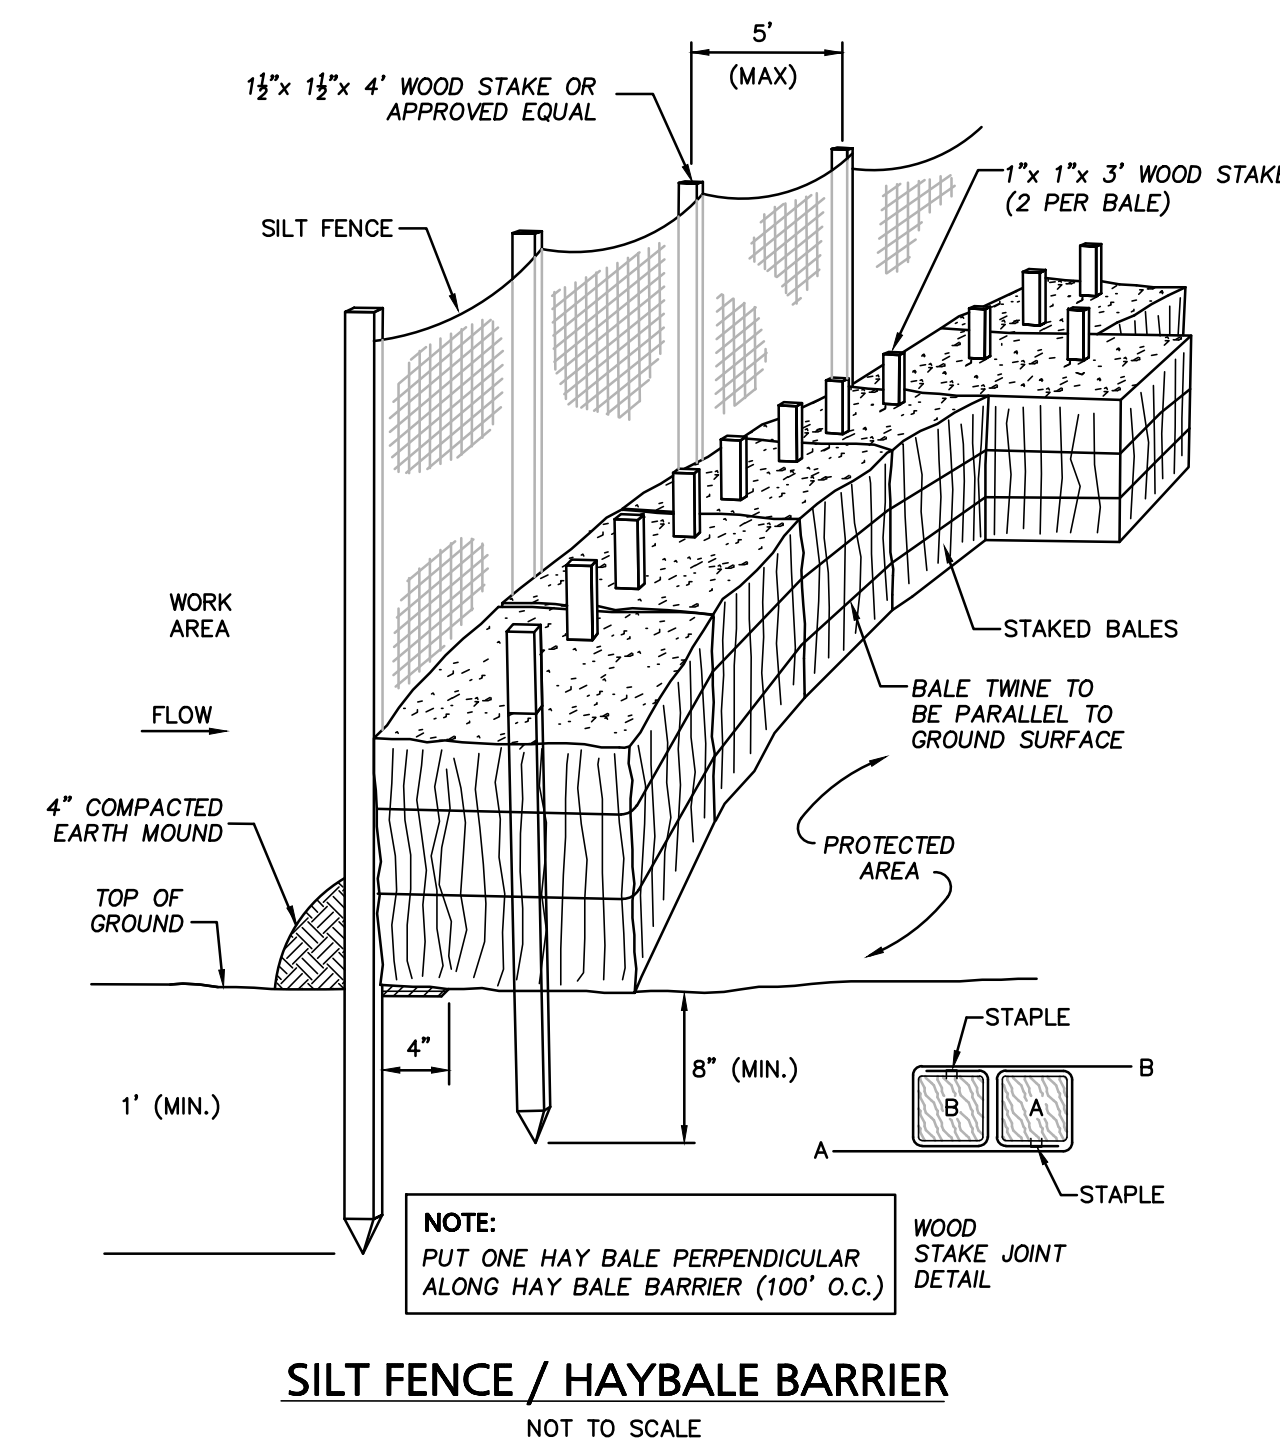 5'
(MAX)
1½"x 1½"x 4' WOOD STAKE OR
APPROVED EQUAL
1"x 1"x 3' WOOD STAKE
(2 PER BALE)
SILT FENCE
WORK
AREA
FLOW
STAKED BALES
BALE TWINE TO
BE PARALLEL TO
GROUND SURFACE
4" COMPACTED
EARTH MOUND
PROTECTED
AREA
TOP OF
GROUND
4"
8" (MIN.)
1' (MIN.)
STAPLE
B
B
A
A
STAPLE
WOOD
STAKE JOINT
DETAIL
NOTE:
PUT ONE HAY BALE PERPENDICULAR
ALONG HAY BALE BARRIER (100' O.C.)
SILT FENCE / HAYBALE BARRIER
NOT TO SCALE